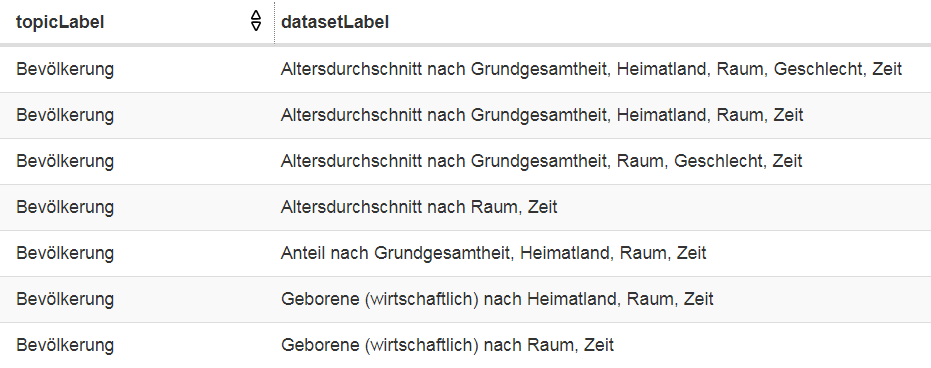 topicLabel datasetLabel
Bevölkerung Altersdurchschnitt nach Grundgesamtheit, Heimatland, Raum, Geschlecht, Zeit
Bevölkerung Altersdurchschnitt nach Grundgesamtheit, Heimatland, Raum, Zeit
Bevölkerung Altersdurchschnitt nach Grundgesamtheit, Raum, Geschlecht, Zeit
Bevölkerung Altersdurchschnitt nach Raum, Zeit
Bevölkerung Anteil nach Grundgesamtheit, Heimatland, Raum, Zeit
Bevölkerung Geborene (wirtschaftlich) nach Heimatland, Raum, Zeit
Bevölkerung Geborene (wirtschaftlich) nach Raum, Zeit